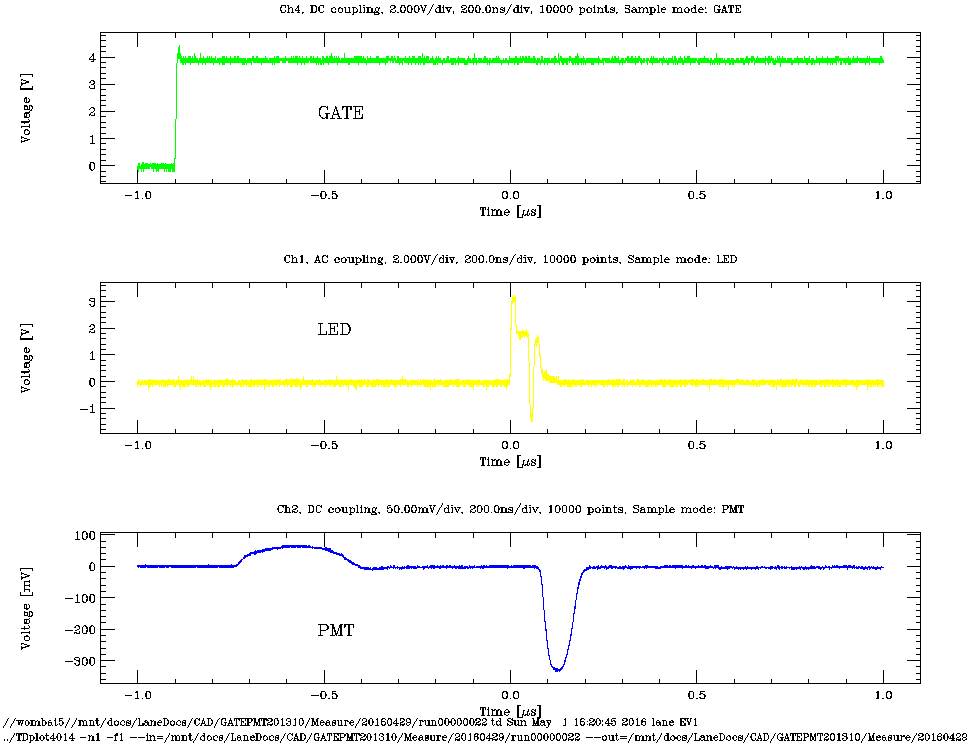 Ch4, DC coupling, 2.000V/div, 200.0ns/div, 10000 points, Sample mode: GATE
Voltage [V]
4
3
2
1
0
GATE
-1.0 -0.5 0.0 0.5 1.0
Time [μs]
Ch1, AC coupling, 2.000V/div, 200.0ns/div, 10000 points, Sample mode: LED
Voltage [V]
3
2
1
0
-1
LED
-1.0 -0.5 0.0 0.5 1.0
Time [μs]
Ch2, DC coupling, 50.00mV/div, 200.0ns/div, 10000 points, Sample mode: PMT
Voltage [mV]
100
0
-100
-200
-300
PMT
-1.0 -0.5 0.0 0.5 1.0
Time [μs]
//wombat5//mnt/docs/LaneDocs/CAD/GATEPMT201310/Measure/20160429/run00000022 td Sun May 1 16:20:45 2016 lane EV1
../TDplot4014 -n1 -f1 --in=/mnt/docs/LaneDocs/CAD/GATEPMT201310/Measure/20160429/run00000022 --out=/mnt/docs/LaneDocs/CAD/GATEPMT201310/Measure/20160429